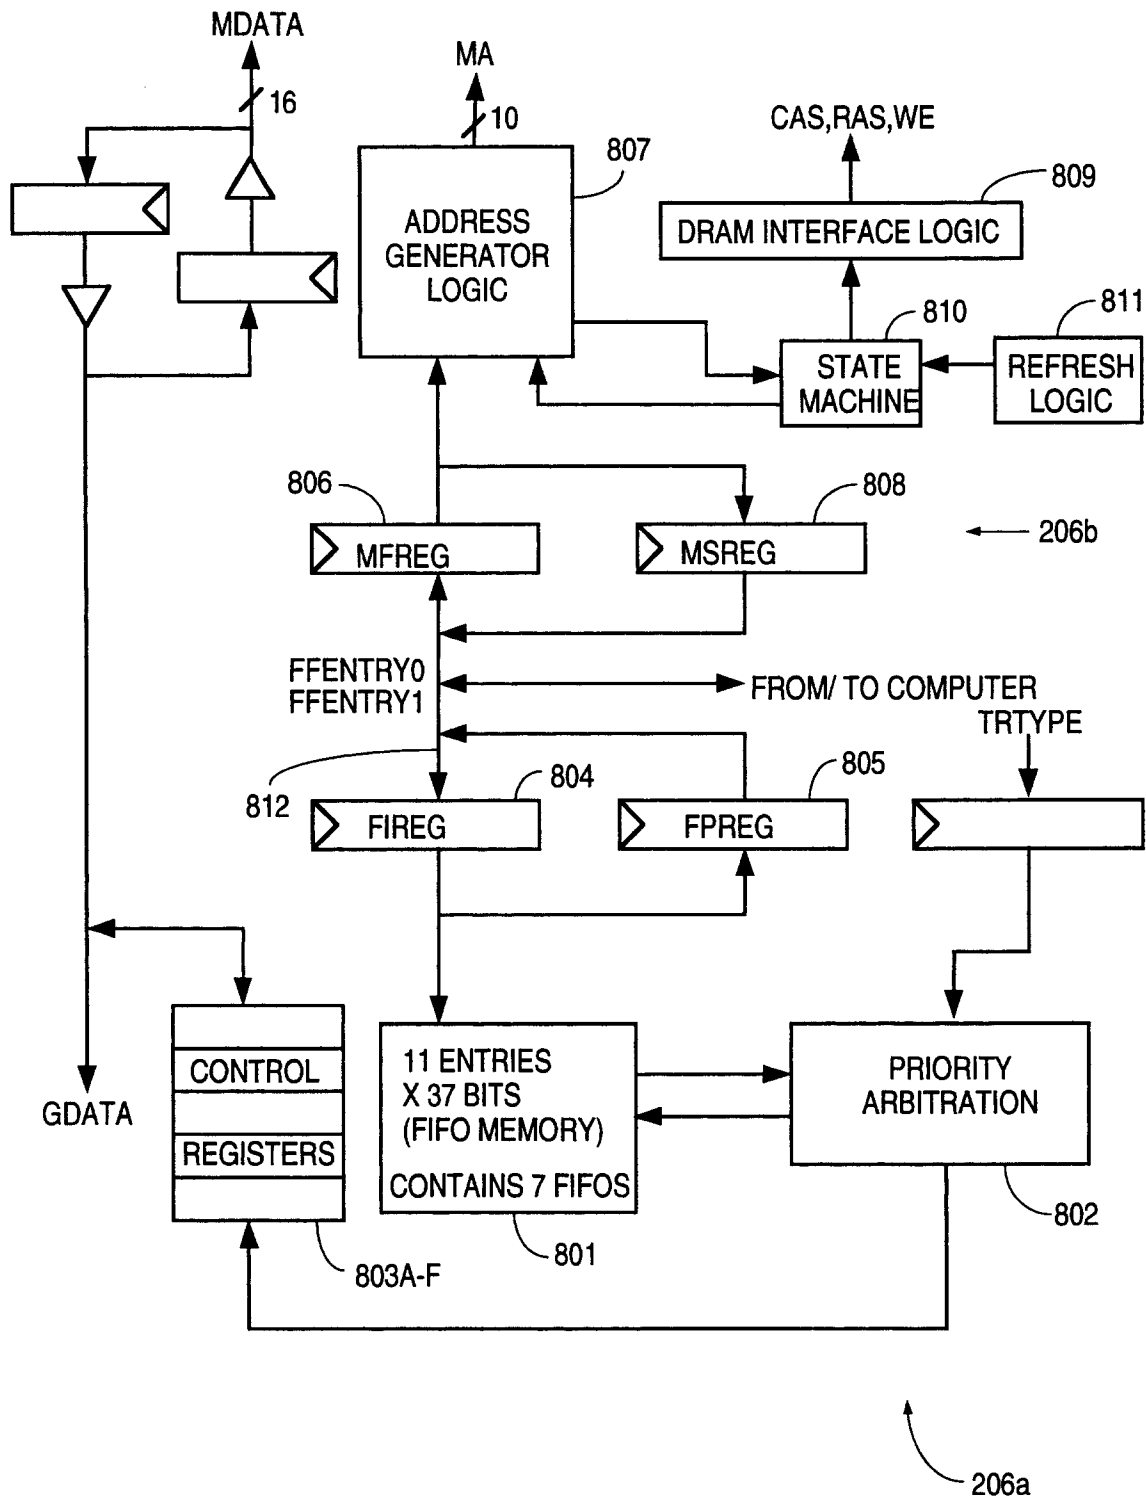 MDATA
16
MA
10
807
ADDRESS
GENERATOR
LOGIC
CAS,RAS,WE
809
DRAM INTERFACE LOGIC
810
STATE
MACHINE
811
REFRESH
LOGIC
806
MFREG
808
MSREG
206b
FFENTRY0
FFENTRY1
FROM/ TO COMPUTER
TRTYPE
812
804
FIREG
805
FPREG
GDATA
CONTROL
REGISTERS
803A-F
11 ENTRIES
X 37 BITS
(FIFO MEMORY)
CONTAINS 7 FIFOS
801
PRIORITY
ARBITRATION
802
206a